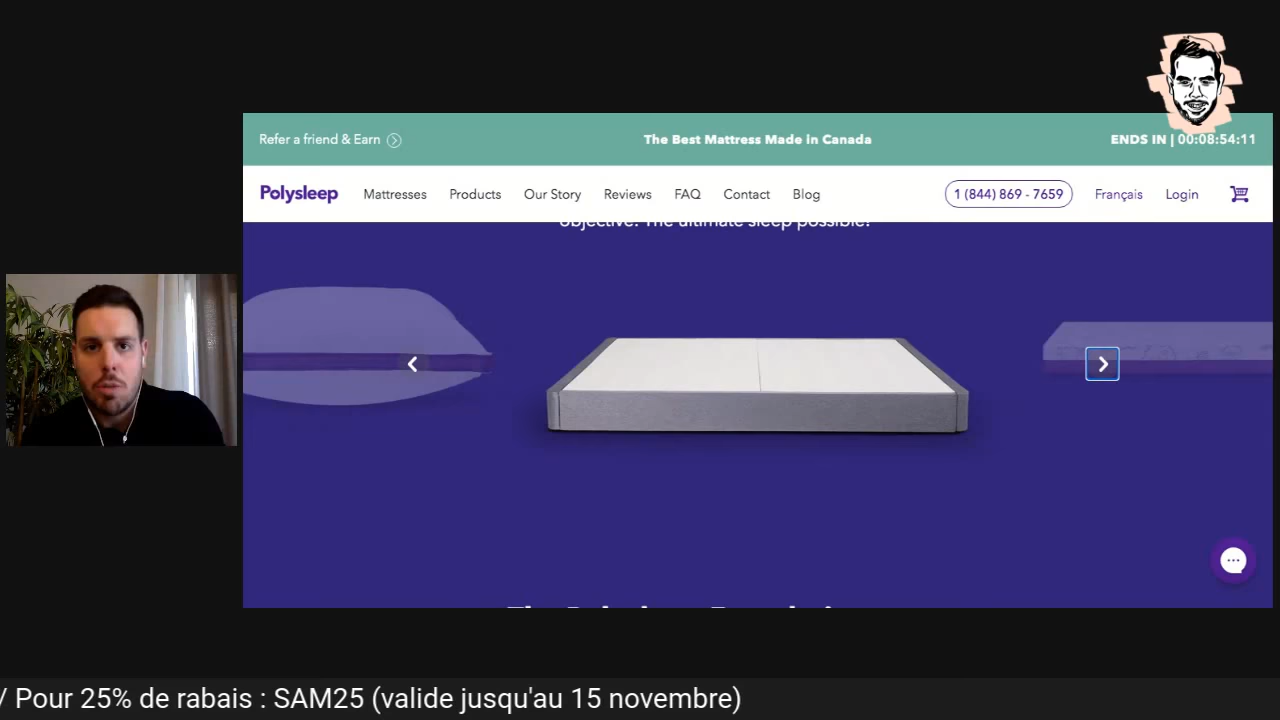 Refer a friend & Earn
The Best Mattress Made in Canada
ENDS IN | 00:08:54:11
Polysleep
Mattresses
Products
Our Story
Reviews
FAQ
Contact
Blog
1 (844) 869 - 7659
Français
Login
objective: The ultimate sleep possible!
/ Pour 25% de rabais : SAM25 (valide jusqu'au 15 novembre)